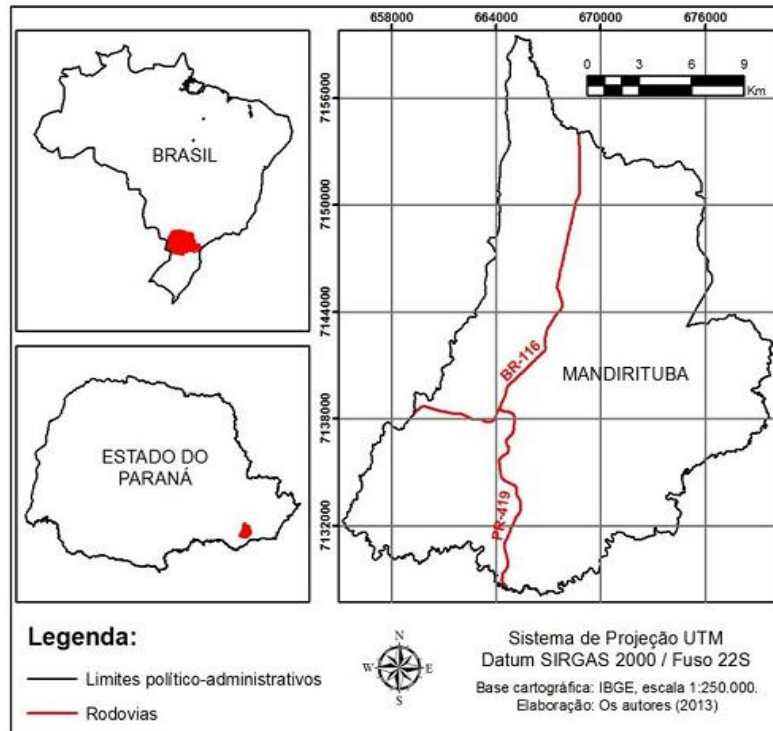 658000 664000 670000 676000
0 3 6 9
Km
BRASIL
7156000
7150000
7144000
7138000
7132000
BR-116
MANDIRITUBA
PR-419
ESTADO DO
PARANÁ
Legenda:
Limites político-administrativos
Rodovias
N
W E
S
Sistema de Projeção UTM
Datum SIRGAS 2000 / Fuso 22S
Base cartográfica: IBGE, escala 1:250.000.
Elaboração: Os autores (2013)